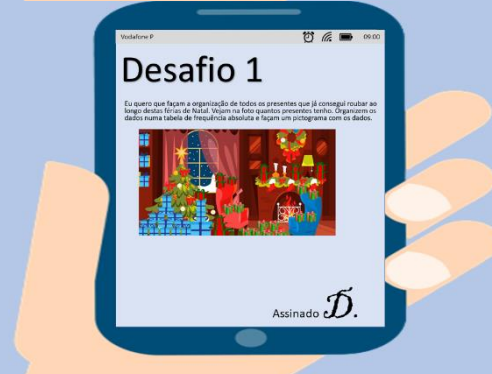 Vodafone P 09:00
Desafio 1
Eu quero que façam a organização de todos os presentes que já consegui roubar ao
longo destas férias de Natal. Vejam na foto quantos presentes tenho. Organizem os
dados numa tabela de frequência absoluta e façam um pictograma com os dados.
Assinado D.